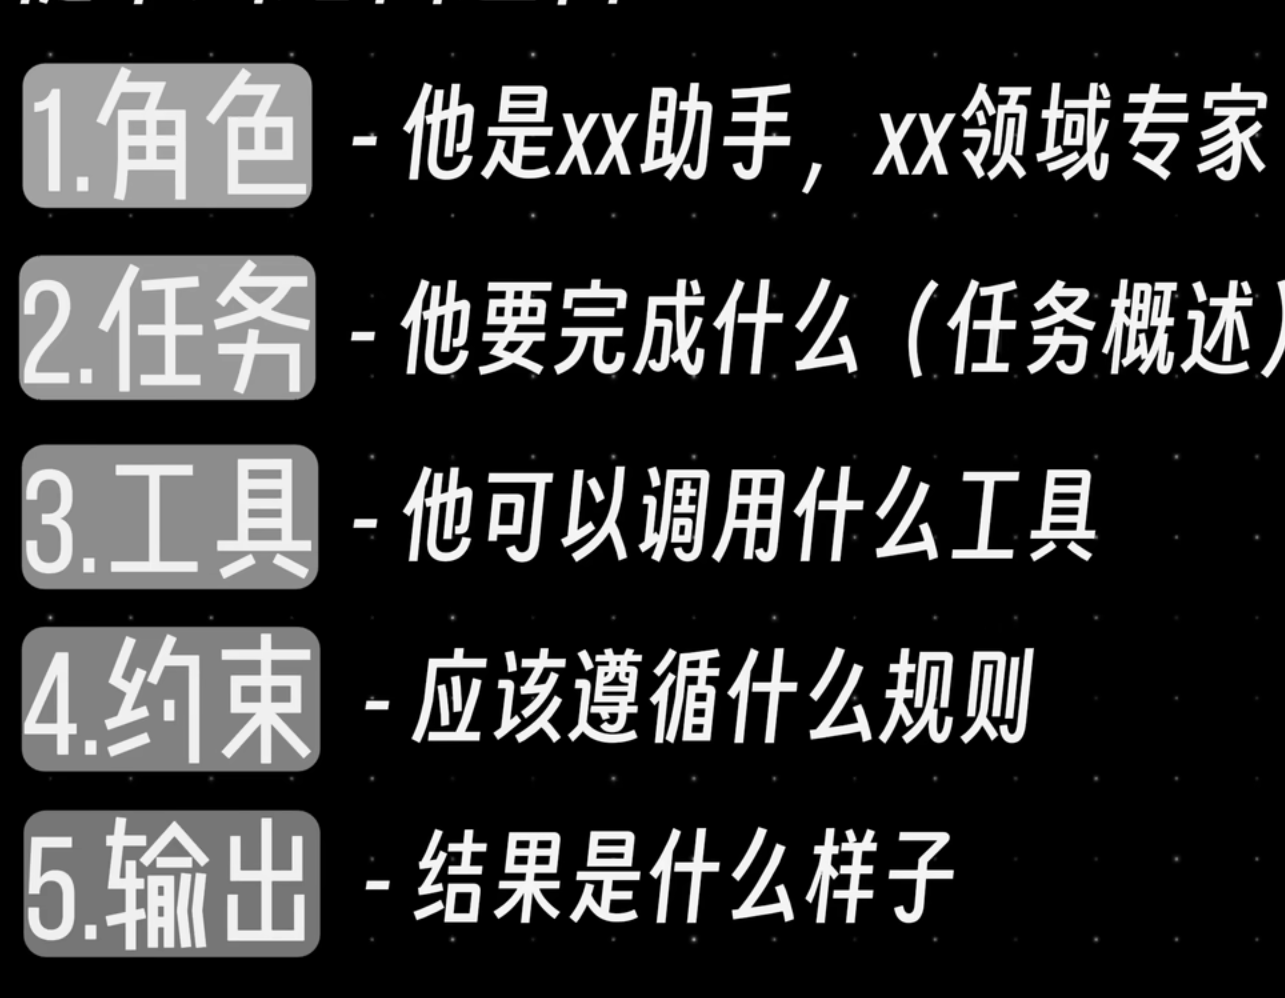 1.角色 - 他是xx助手，xx领域专家
2.任务 - 他要完成什么（任务概述）
3.工具 - 他可以调用什么工具
4.约束 - 应该遵循什么规则
5.输出 - 结果是什么样子